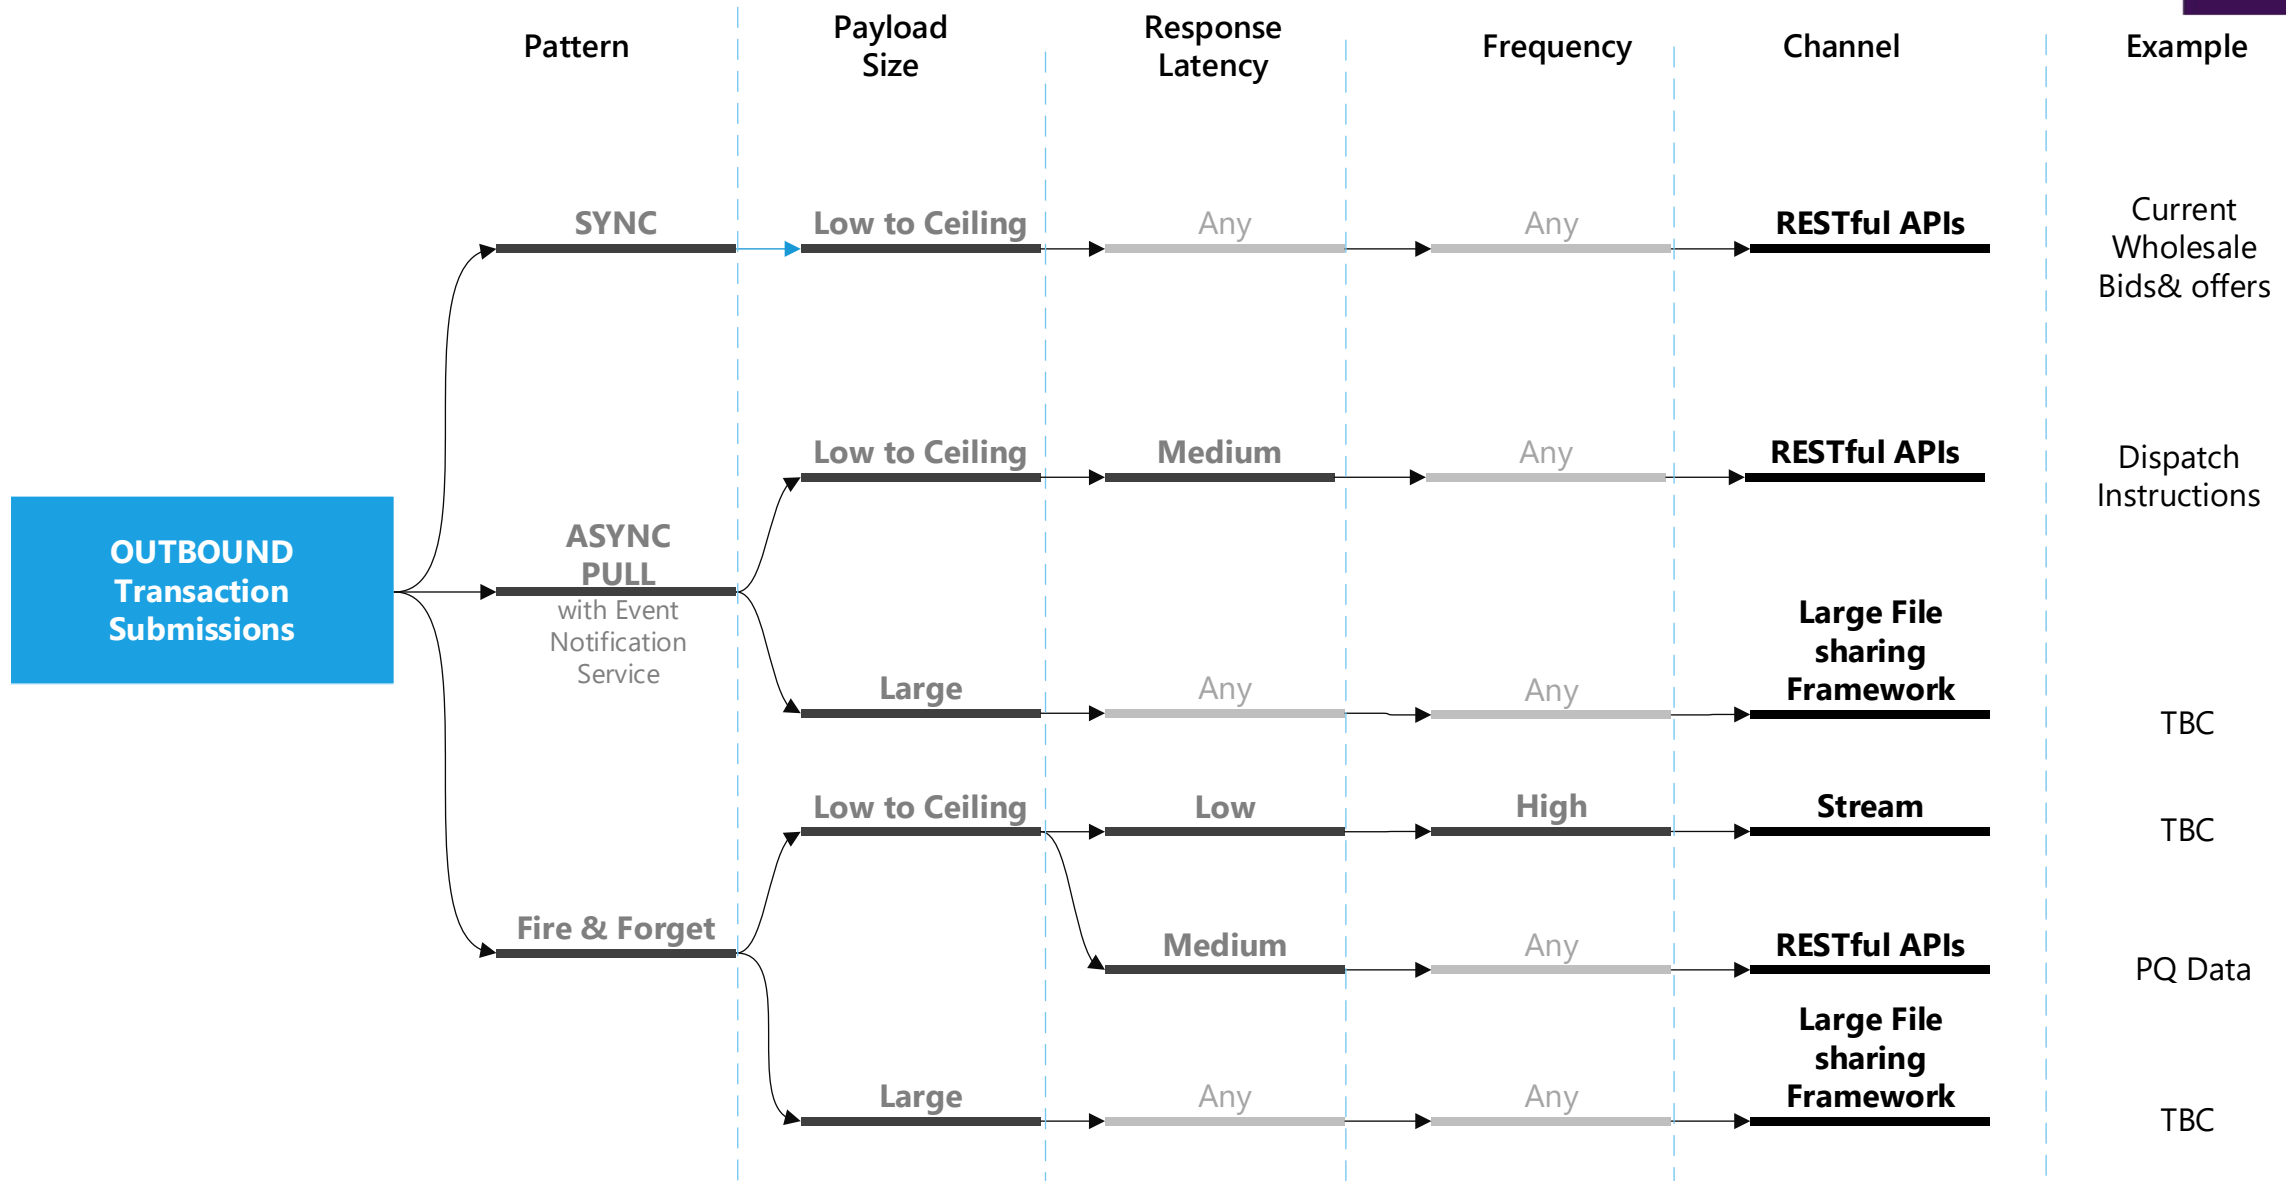 Pattern
Payload
Size
Response
Latency
Frequency
Channel
Example
SYNC
Low to Ceiling
Any
Any
RESTful APIs
Current
Wholesale
Bids& offers
OUTBOUND
Transaction
Submissions
ASYNC
PULL
with Event
Notification
Service
Low to Ceiling
Medium
Any
RESTful APIs
Dispatch
Instructions
Large
Any
Any
Large File
sharing
Framework
TBC
Fire & Forget
Low to Ceiling
Low
High
Stream
TBC
Medium
Any
RESTful APIs
PQ Data
Large
Any
Any
Large File
sharing
Framework
TBC